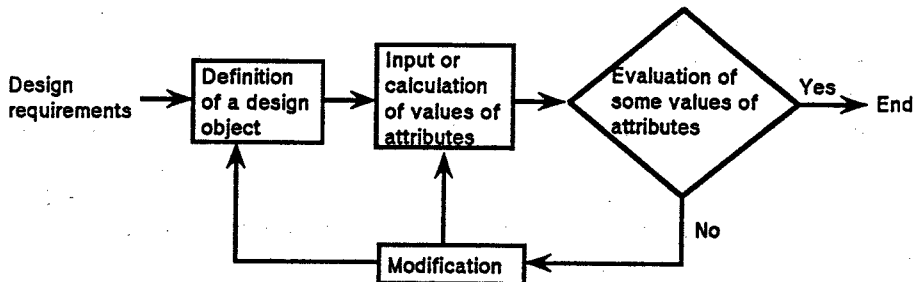 Design
requirements
Definition
of a design
object
Input or
calculation
of values of
attributes
Evaluation of
some values of
attributes
Yes
End
No
Modification